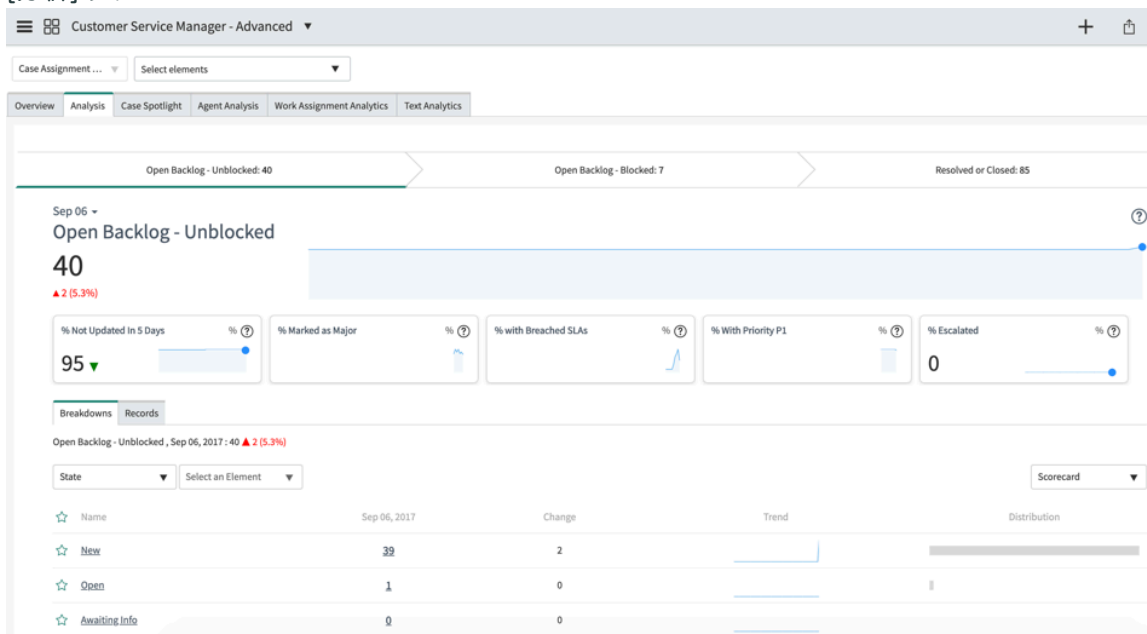 Customer Service Manager - Advanced
Case Assignment ... Select elements
Overview Analysis Case Spotlight Agent Analysis Work Assignment Analytics Text Analytics
Open Backlog - Unblocked: 40 Open Backlog - Blocked: 7 Resolved or Closed: 85
Sep 06
Open Backlog - Unblocked
40
▲ 2 (5.3%)
% Not Updated In 5 Days % % Marked as Major % % with Breached SLAs % % With Priority P1 % % Escalated %
95 ▼ 0
Breakdowns Records
Open Backlog - Unblocked , Sep 06, 2017 : 40 ▲ 2 (5.3%)
State Select an Element Scorecard
Name Sep 06, 2017 Change Trend Distribution
New 39 2
Open 1 0
Awaiting Info 0 0